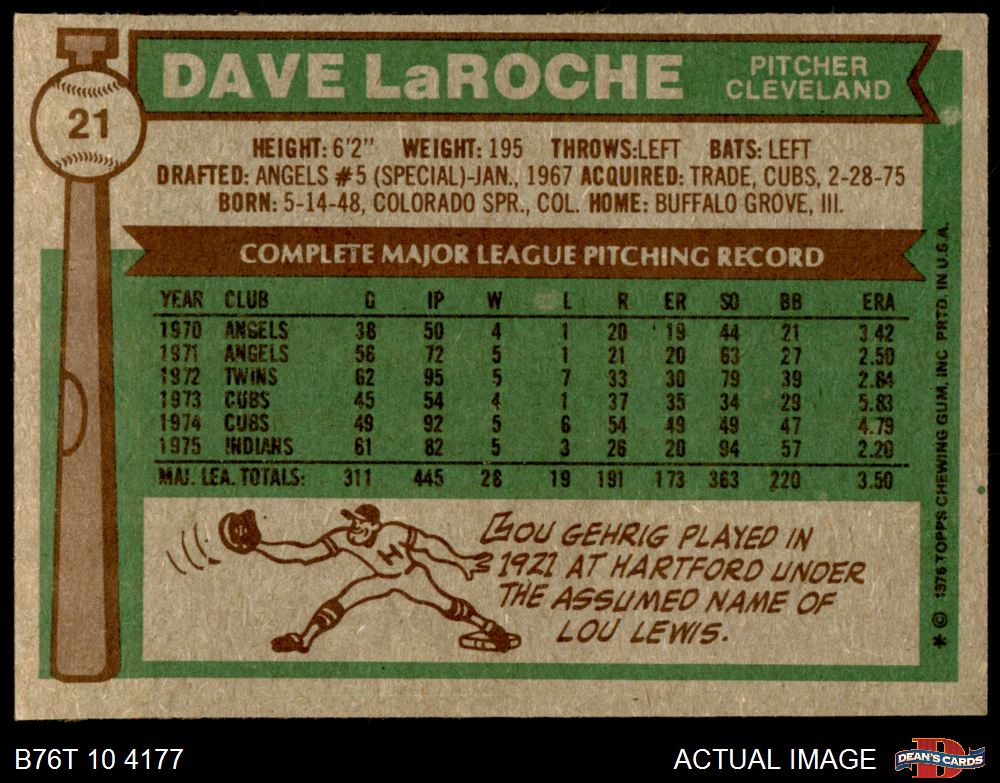 21
DAVE LaROCHE
PITCHER
CLEVELAND
HEIGHT: 6'2" WEIGHT: 195 THROWS:LEFT BATS: LEFT
DRAFTED: ANGELS #5 (SPECIAL)-JAN., 1967 ACQUIRED: TRADE, CUBS, 2-28-75
BORN: 5-14-48, COLORADO SPR., COL. HOME: BUFFALO GROVE, Ill.
COMPLETE MAJOR LEAGUE PITCHING RECORD
YEAR CLUB G IP W L R ER SO BB ERA
1970 ANGELS 38 50 4 1 20 19 44 21 3.42
1971 ANGELS 56 72 5 1 21 20 63 27 2.50
1972 TWINS 62 95 5 7 33 30 79 39 2.84
1973 CUBS 45 54 4 1 37 35 34 29 5.83
1974 CUBS 49 92 5 6 54 49 49 47 4.79
1975 INDIANS 61 82 5 3 26 20 94 57 2.20
MAJ. LEA. TOTALS: 311 445 28 19 191 173 363 220 3.50
H
LOU GEHRIG PLAYED IN
1921 AT HARTFORD UNDER
THE ASSUMED NAME OF
LOU LEWIS.
* © 1976 TOPPS CHEWING GUM, INC. PRTD. IN U.S.A.
B76T 10 4177
ACTUAL IMAGE
D
DEAN'S CARDS